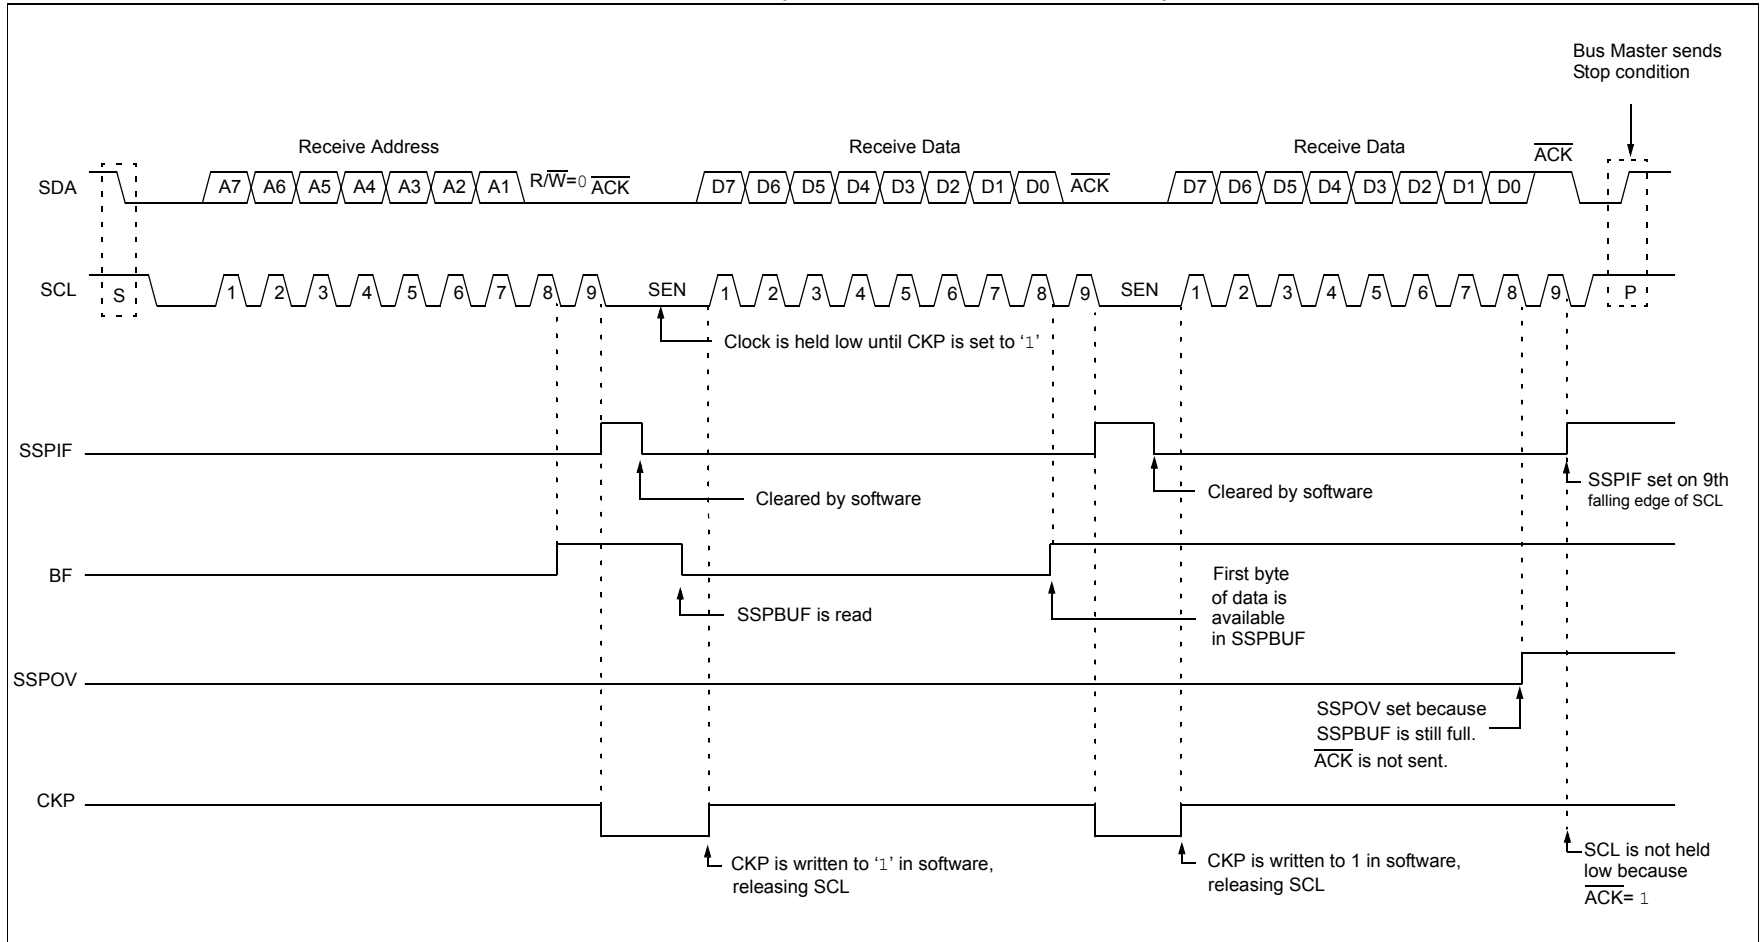 Bus Master sends
Stop condition
Receive Address
Receive Data
Receive Data
A̅C̅K̅
SDA
A7 A6 A5 A4 A3 A2 A1 R/W̅=0 A̅C̅K̅ D7 D6 D5 D4 D3 D2 D1 D0 A̅C̅K̅ D7 D6 D5 D4 D3 D2 D1 D0
SCL S 1 2 3 4 5 6 7 8 9 SEN 1 2 3 4 5 6 7 8 9 SEN 1 2 3 4 5 6 7 8 9 P
Clock is held low until CKP is set to ‘1’
SSPIF
Cleared by software
Cleared by software
SSPIF set on 9th
falling edge of SCL
BF
SSPBUF is read
First byte
of data is
available
in SSPBUF
SSPOV
SSPOV set because
SSPBUF is still full.
A̅C̅K̅ is not sent.
CKP
CKP is written to ‘1’ in software,
releasing SCL
CKP is written to 1 in software,
releasing SCL
SCL is not held
low because
A̅C̅K̅= 1